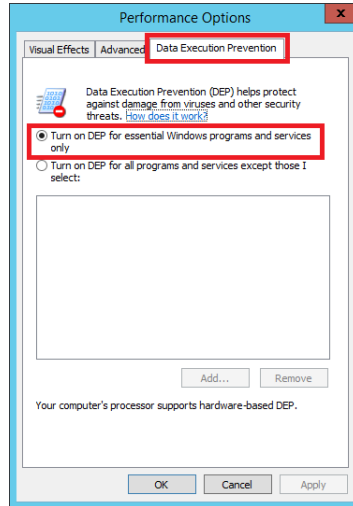 Performance Options
x
Visual Effects Advanced Data Execution Prevention
Data Execution Prevention (DEP) helps protect
against damage from viruses and other security
threats. How does it work?
Turn on DEP for essential Windows programs and services
only
Turn on DEP for all programs and services except those I
select:
Add... Remove
Your computer's processor supports hardware-based DEP.
OK Cancel Apply